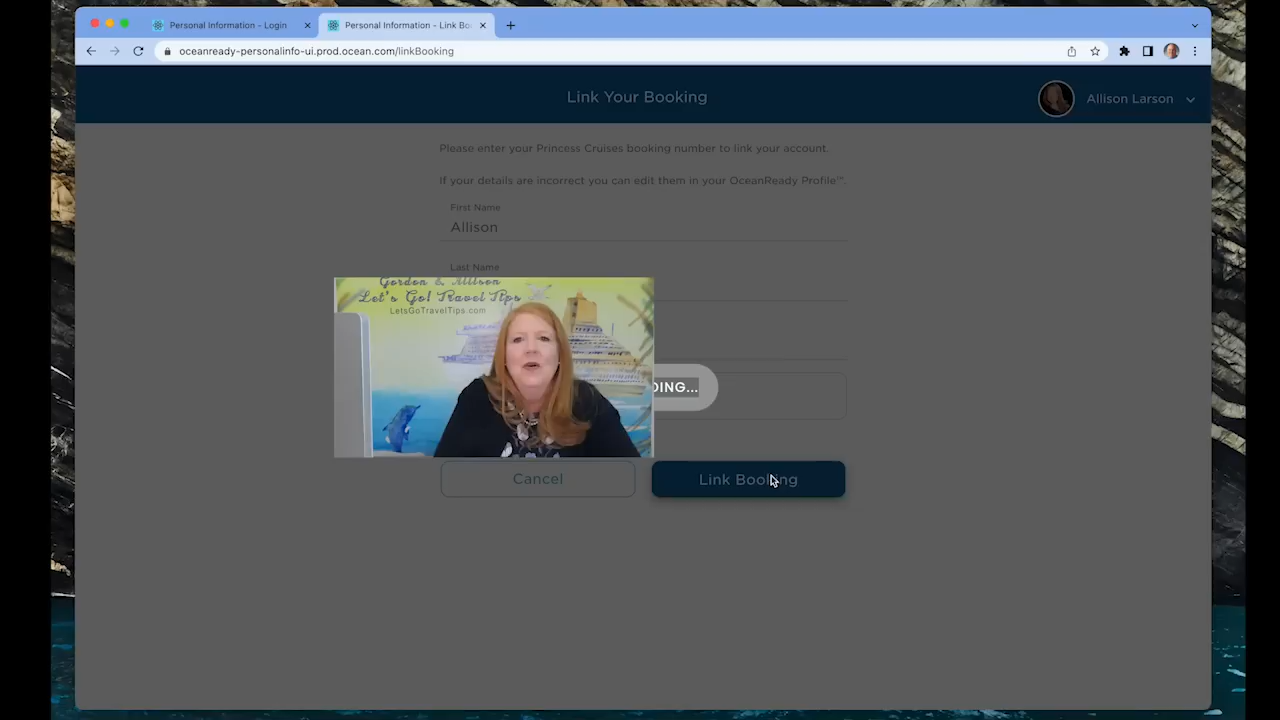 Personal Information - Login
Personal Information - Link Bo
oceanready-personalinfo-ui.prod.ocean.com/linkBooking
Link Your Booking
Allison Larson
Please enter your Princess Cruises booking number to link your account.
If your details are incorrect you can edit them in your OceanReady Profile™.
First Name
Allison
Last Name
Gordon & Allison
Let's Go! Travel Tips
LetsGoTravelTips.com
DING...
Cancel
Link Booking